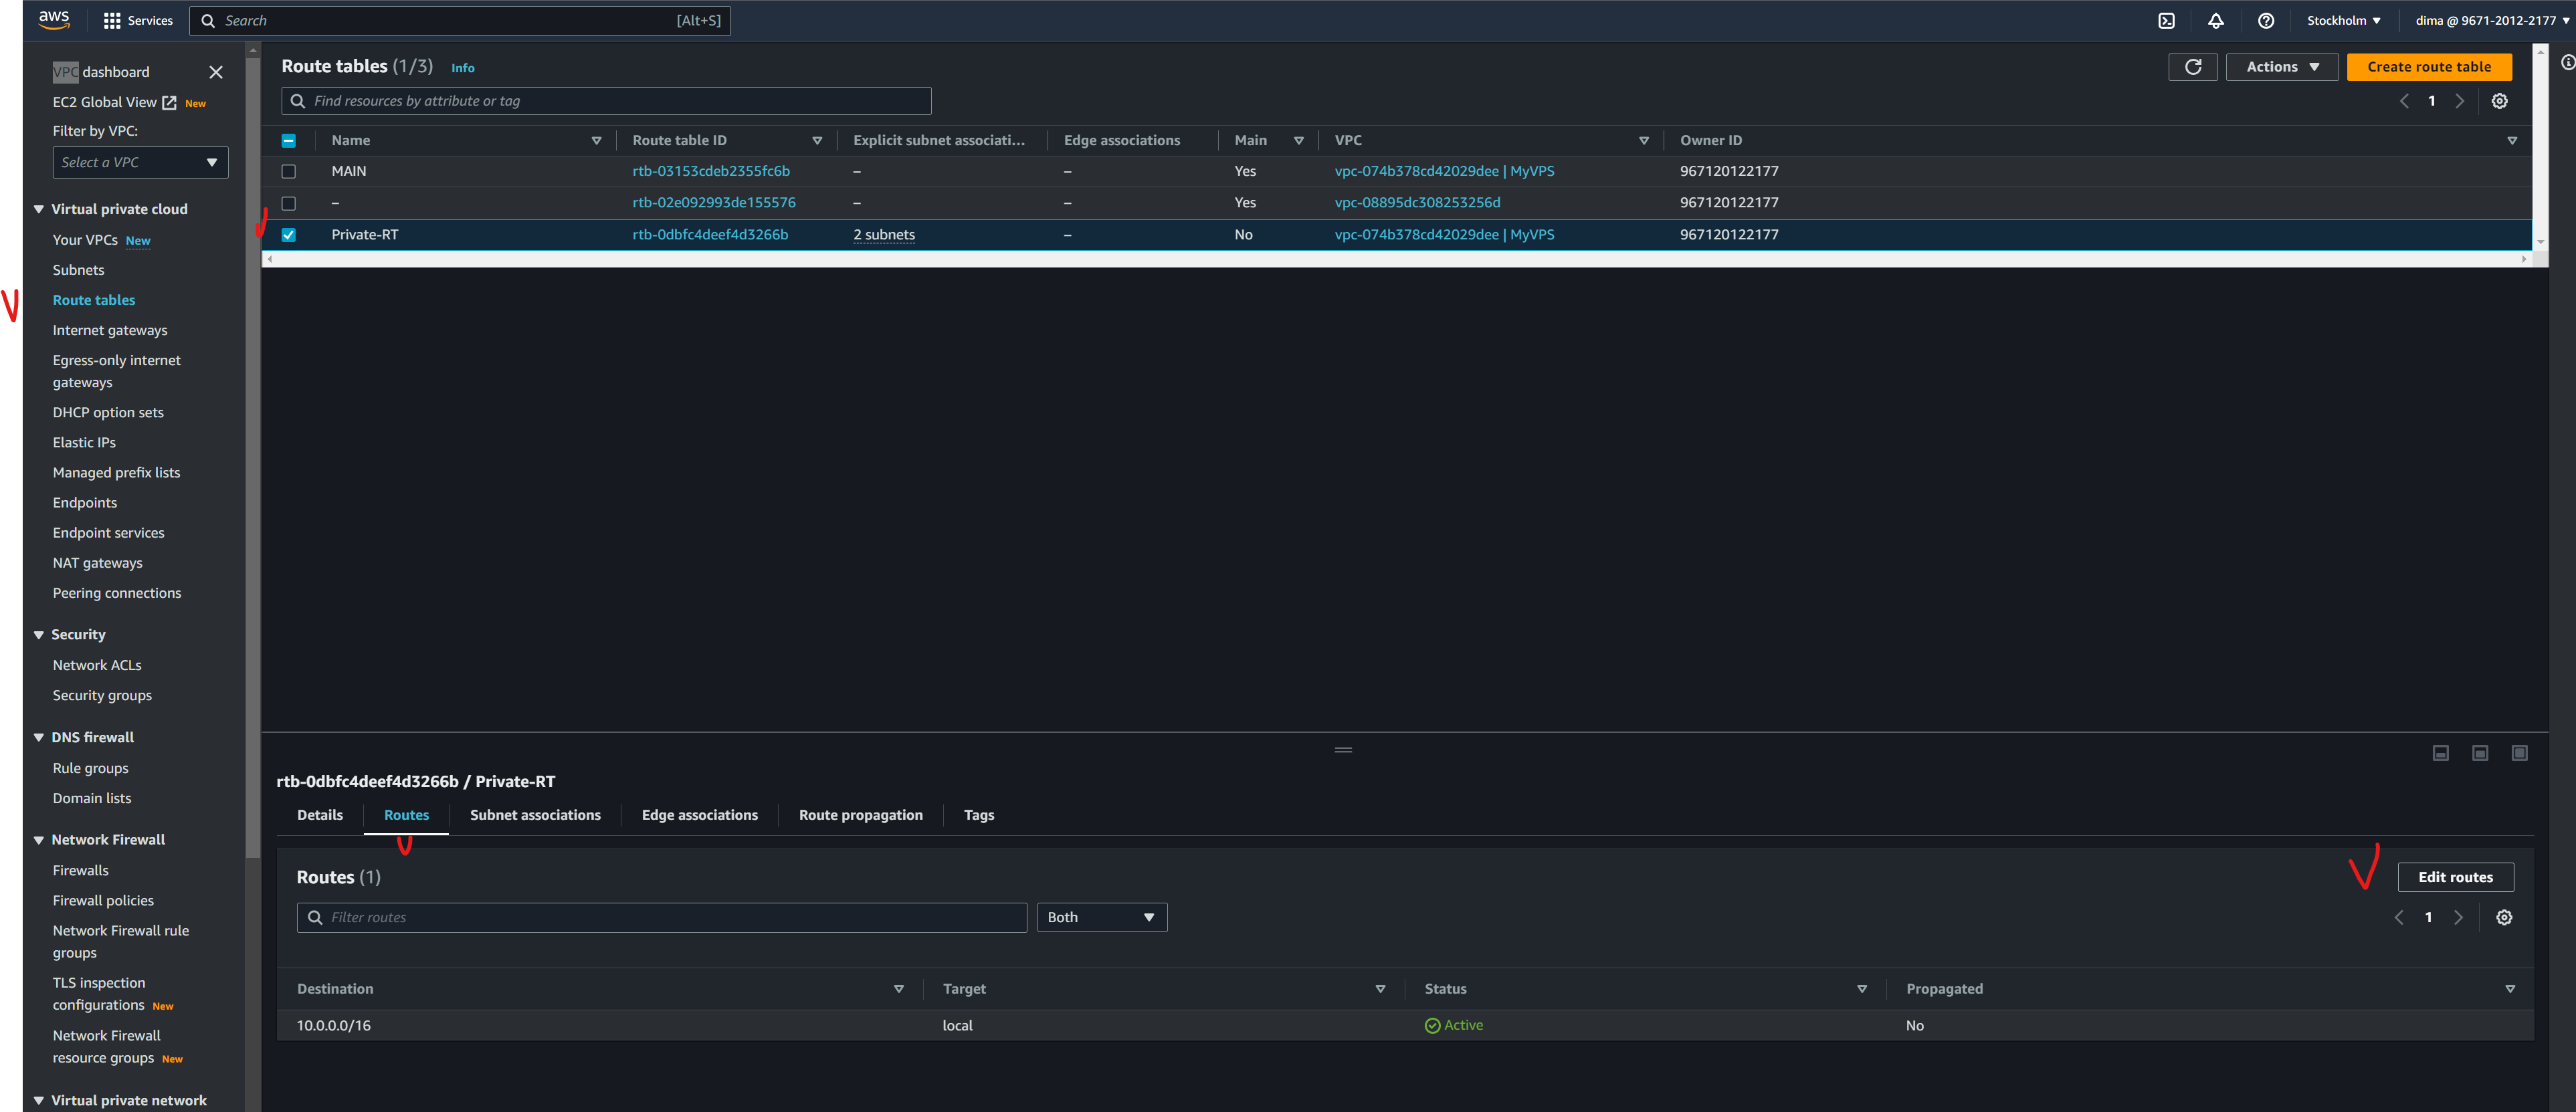 aws
Services
Search
[Alt+S]
Stockholm
dima @ 9671-2012-2177
VPC dashboard
EC2 Global View New
Filter by VPC:
Select a VPC
Virtual private cloud
Your VPCs New
Subnets
Route tables
Internet gateways
Egress-only internet
gateways
DHCP option sets
Elastic IPs
Managed prefix lists
Endpoints
Endpoint services
NAT gateways
Peering connections
Security
Network ACLs
Security groups
DNS firewall
Rule groups
Domain lists
Network Firewall
Firewalls
Firewall policies
Network Firewall rule
groups
TLS inspection
configurations New
Network Firewall
resource groups New
Virtual private network
Route tables (1/3) Info
Actions
Create route table
Find resources by attribute or tag
1
Name Route table ID Explicit subnet associati... Edge associations Main VPC Owner ID
MAIN rtb-03153cdeb2355fc6b – – Yes vpc-074b378cd42029dee | MyVPS 967120122177
– rtb-02e092993de155576 – – Yes vpc-08895dc308253256d 967120122177
Private-RT rtb-0dbfc4deef4d3266b 2 subnets – No vpc-074b378cd42029dee | MyVPS 967120122177
rtb-0dbfc4deef4d3266b / Private-RT
Details Routes Subnet associations Edge associations Route propagation Tags
Routes (1)
Edit routes
Filter routes
Both
1
Destination Target Status Propagated
10.0.0.0/16 local Active No